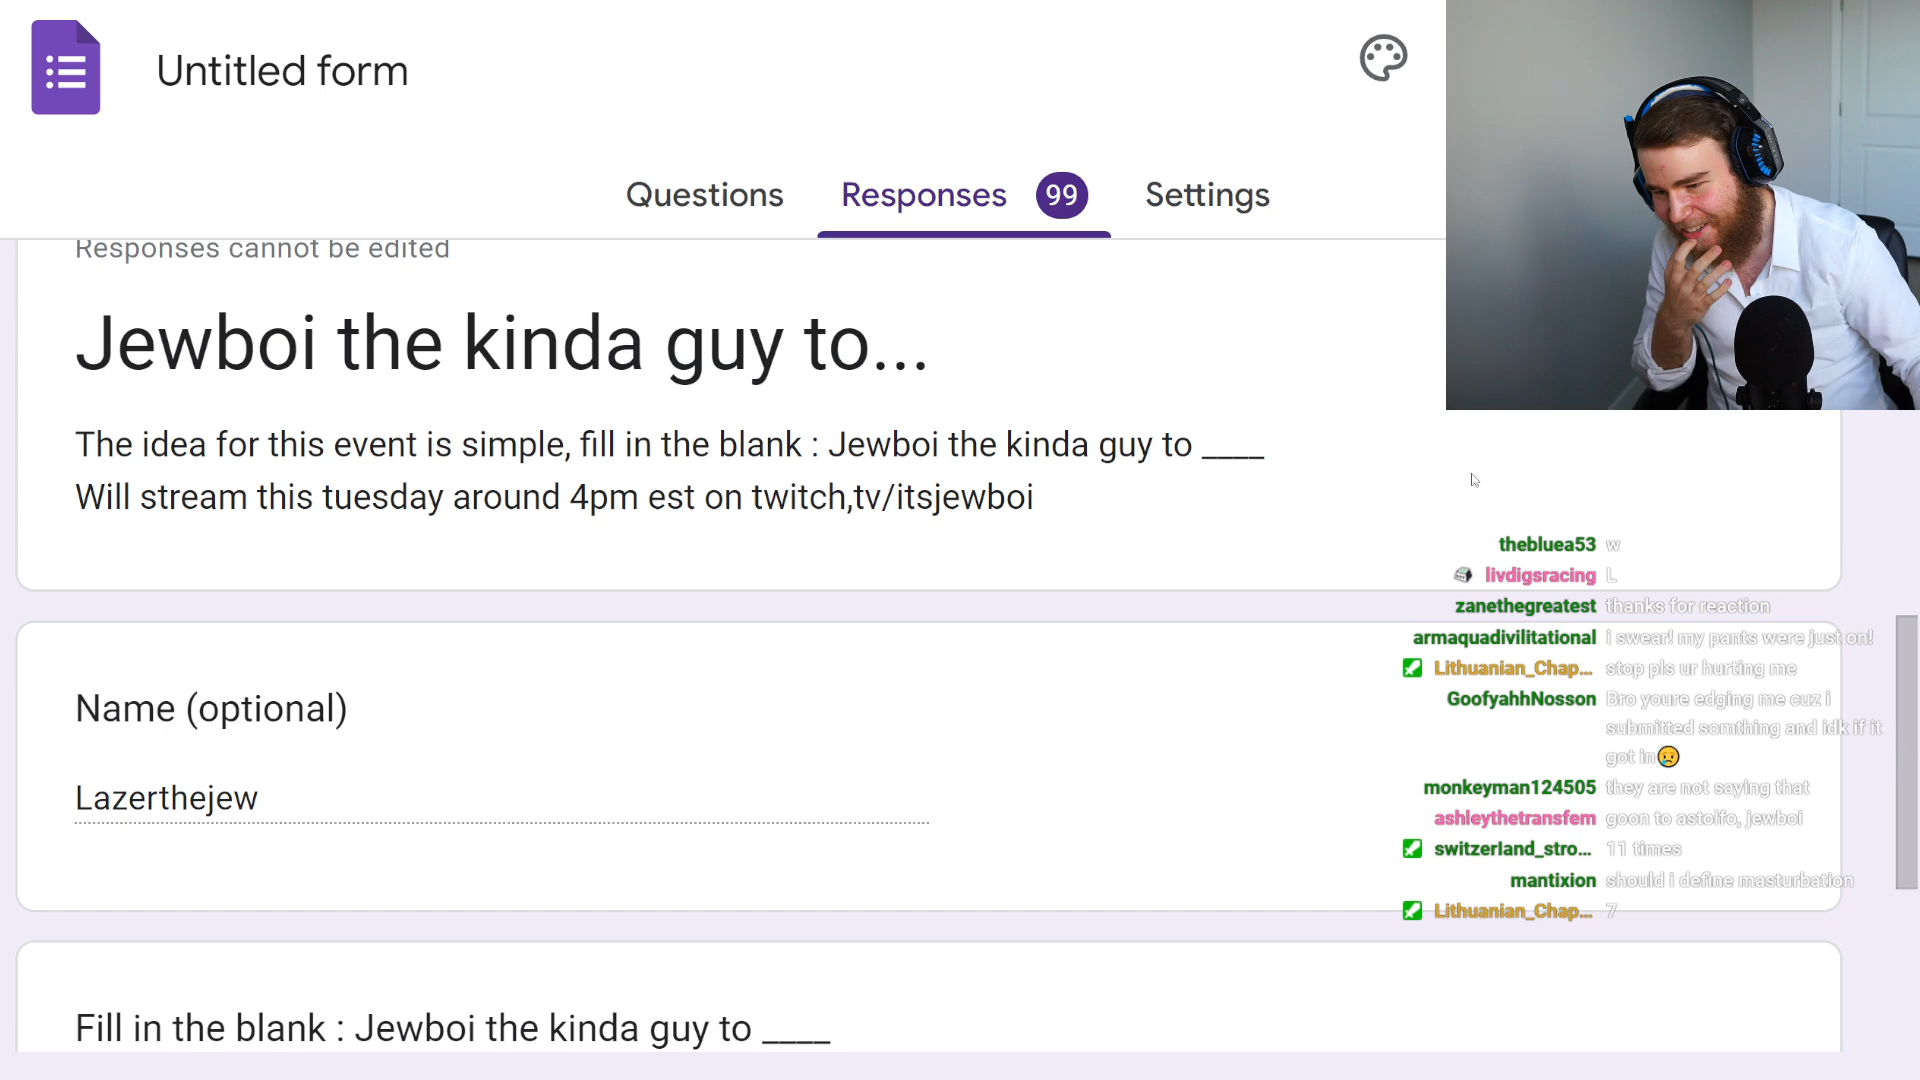 Untitled form
Questions
Responses 99
Settings
Responses cannot be edited
Jewboi the kinda guy to...
The idea for this event is simple, fill in the blank : Jewboi the kinda guy to ____
Will stream this tuesday around 4pm est on twitch,tv/itsjewboi
Name (optional)
Lazerthejew
Fill in the blank : Jewboi the kinda guy to ____
thebluea53 w
livdigsracing L
zanethegreatest thanks for reaction
armaquadivilitational i swear! my pants were just on!
Lithuanian_Chap... stop pls ur hurting me
GoofyahhNosson Bro youre edging me cuz i
submitted somthing and idk if it
got in😥
monkeyman124505 they are not saying that
ashleythetransfem goon to astolfo, jewboi
switzerland_stro... 11 times
mantixion should i define masturbation
Lithuanian_Chap... 7